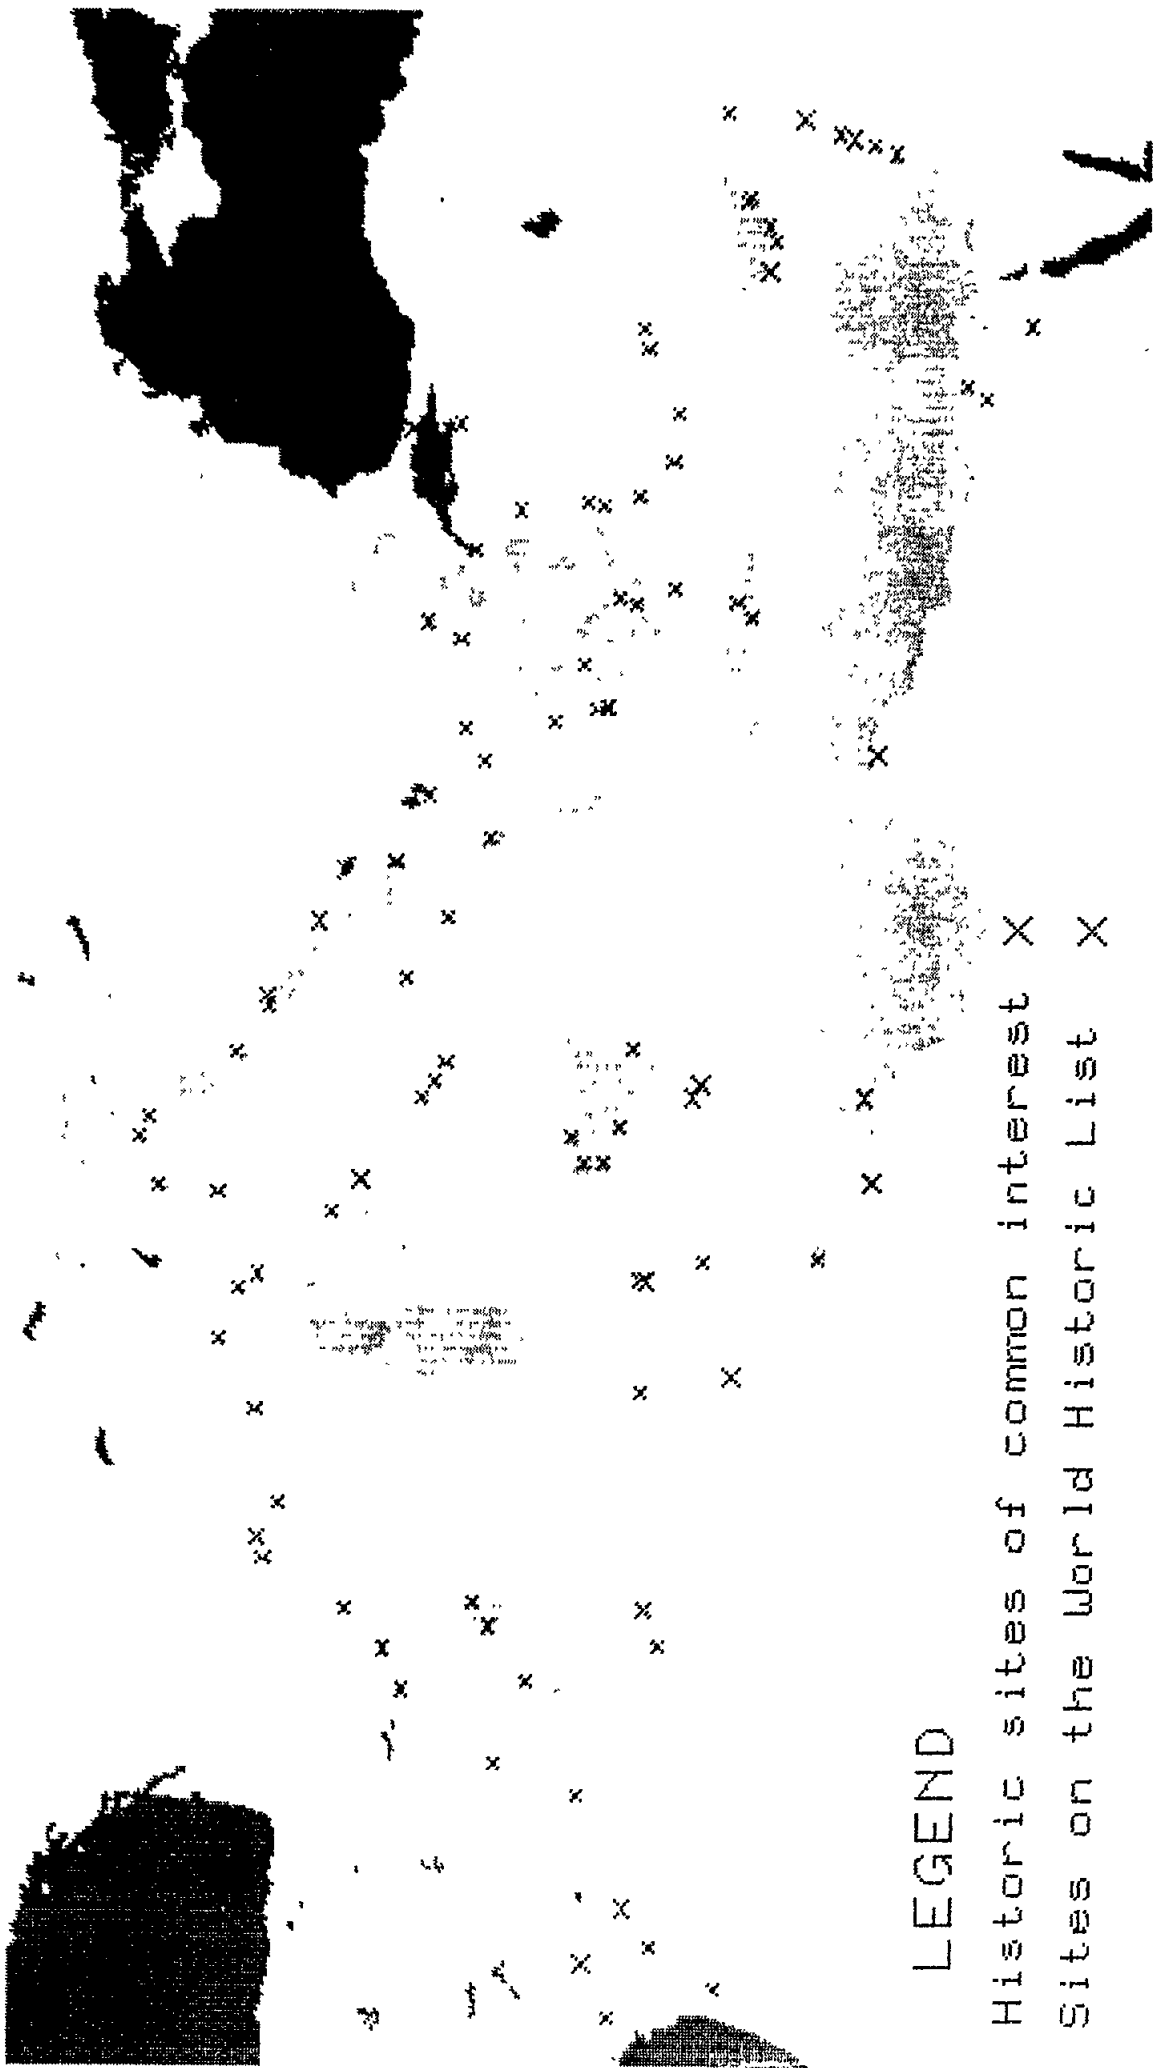 LEGEND
Historic sites of common interest X
Sites on the World Historic List X